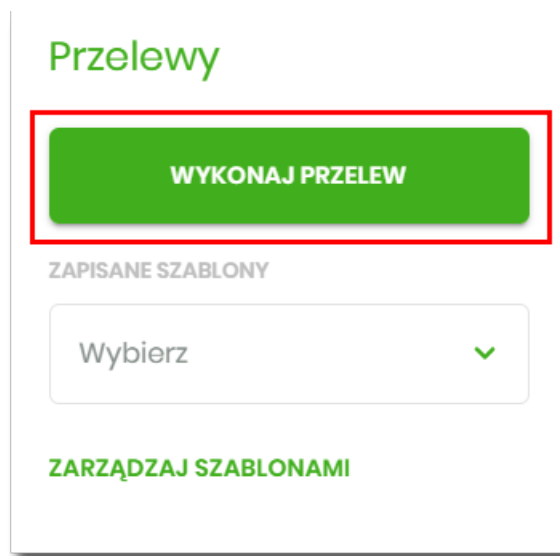 Przelewy
WYKONAJ PRZELEW
ZAPISANE SZABLONY
Wybierz
ZARZĄDZAJ SZABLONAMI